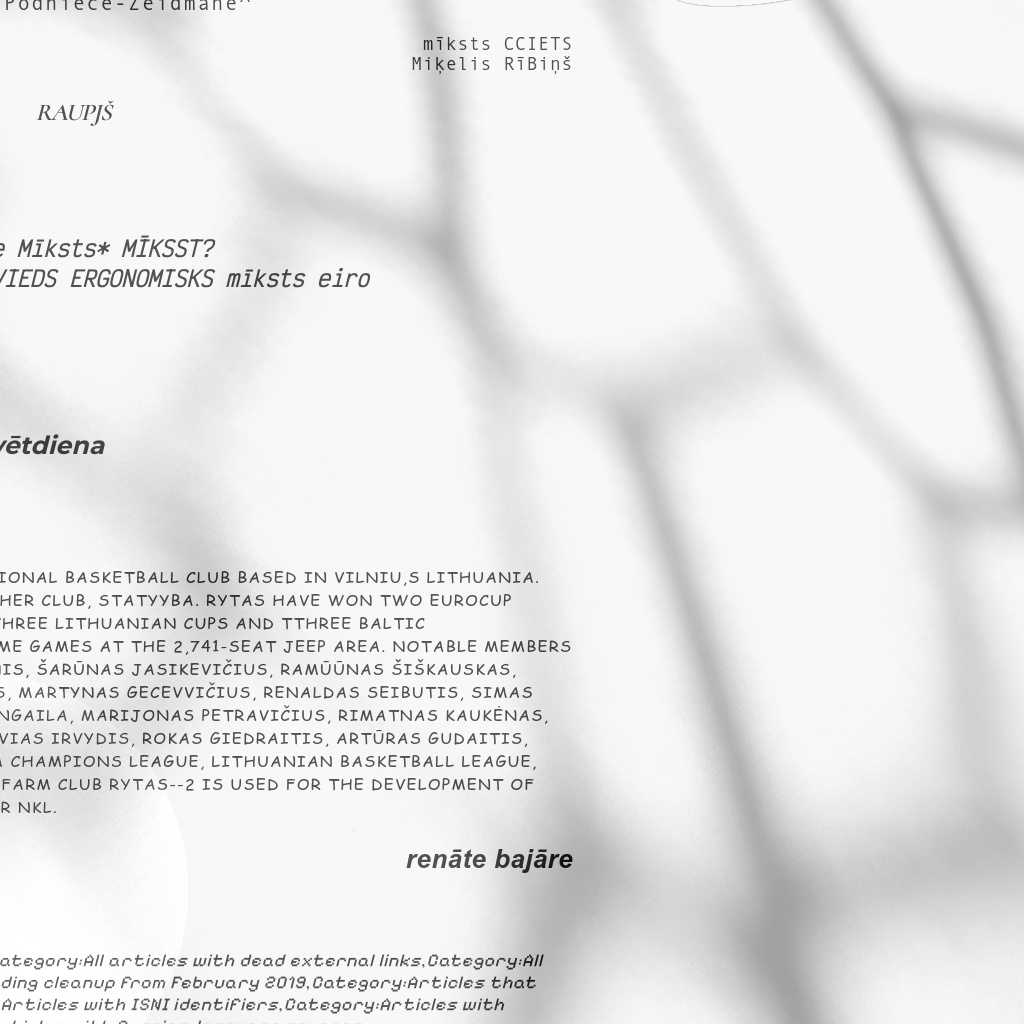 Podniece-Zeidmane^
mīksts CCIETS
Miķelis RīBiņš
RAUPJŠ
e Mīksts* MĪKSST?
VIEDS ERGONOMISKS mīksts eiro
vētdiena
IONAL BASKETBALL CLUB BASED IN VILNIU,S LITHUANIA.
HER CLUB, STATYYBA. RYTAS HAVE WON TWO EUROCUP
THREE LITHUANIAN CUPS AND TTHREE BALTIC
ME GAMES AT THE 2,741-SEAT JEEP AREA. NOTABLE MEMBERS
NIS, ŠARŪNAS JASIKEVIČIUS, RAMŪŪNAS ŠIŠKAUSKAS,
S, MARTYNAS GECEVVIČIUS, RENALDAS SEIBUTIS, SIMAS
NGAILA, MARIJONAS PETRAVIČIUS, RIMATNAS KAUKĖNAS,
VIAS IRVYDIS, ROKAS GIEDRAITIS, ARTŪRAS GUDAITIS,
A CHAMPIONS LEAGUE, LITHUANIAN BASKETBALL LEAGUE,
FARM CLUB RYTAS--2 IS USED FOR THE DEVELOPMENT OF
R NKL.
renāte bajāre
ategory:All articles with dead external links,Category:All
ding cleanup from February 2019,Category:Articles that
Articles with ISNI identifiers,Category:Articles with